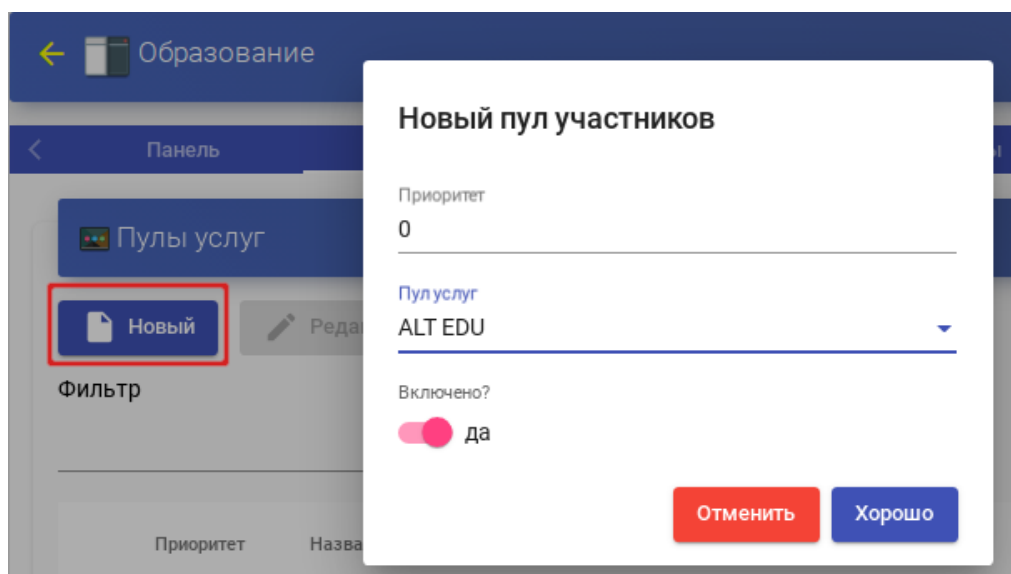 Образование
Панель
ы
Пулы услуг
Новый
Фильтр
Приоритет
Новый пул участников
Приоритет
0
Пул услуг
ALT EDU
Включено?
да
Отменить
Хорошо